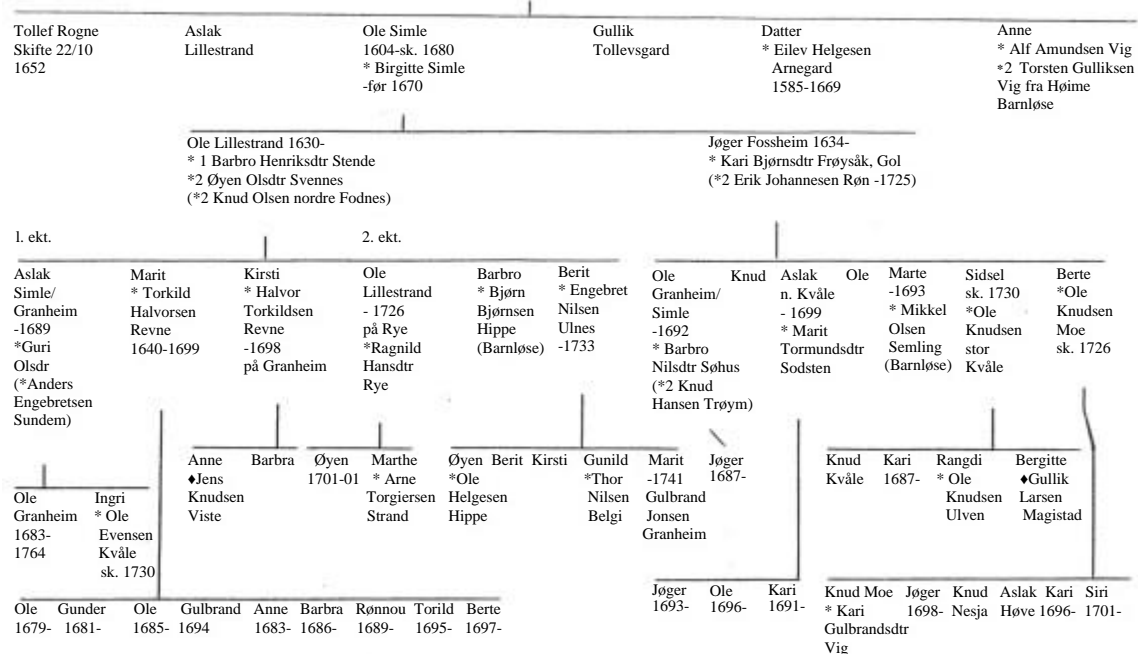 Tollef Rogne
Skifte 22/10
1652
Aslak
Lillestrand
Ole Simle
1604-sk. 1680
* Birgitte Simle
-før 1670
Gullik
Tollevsgard
Datter
* Eilev Helgesen
Arnegard
1585-1669
Anne
* Alf Amundsen Vig
*2 Torsten Gulliksen
Vig fra Høime
Barnløse
Ole Lillestrand 1630-
* 1 Barbro Henriksdtr Stende
*2 Øyen Olsdtr Svennes
(*2 Knud Olsen nordre Fodnes)
Jøger Fossheim 1634-
* Kari Bjørnsdtr Frøysåk, Gol
(*2 Erik Johannesen Røn -1725)
l. ekt.
2. ekt.
Aslak
Simle/
Granheim
-1689
*Guri
Olsdr
(*Anders
Engebretsen
Sundem)
Marit
* Torkild
Halvorsen
Revne
1640-1699
Kirsti
* Halvor
Torkildsen
Revne
-1698
på Granheim
Ole
Lillestrand
- 1726
på Rye
*Ragnild
Hansdtr
Rye
Barbro
* Bjørn
Bjørnsen
Hippe
(Barnløse)
Berit
* Engebret
Nilsen
Ulnes
-1733
Ole
Granheim/
Simle
-1692
* Barbro
Nilsdtr Søhus
(*2 Knud
Hansen Trøym)
Knud
Aslak
n. Kvåle
- 1699
* Marit
Tormundsdtr
Sodsten
Ole
Marte
-1693
* Mikkel
Olsen
Semling
(Barnløse)
Sidsel
sk. 1730
*Ole
Knudsen
stor
Kvåle
Berte
*Ole
Knudsen
Moe
sk. 1726
Anne
♦Jens
Knudsen
Viste
Barbra
Øyen
1701-01
Marthe
* Arne
Torgiersen
Strand
Øyen
*Ole
Helgesen
Hippe
Berit
Kirsti
Gunild
*Thor
Nilsen
Belgi
Marit
-1741
Gulbrand
Jonsen
Granheim
Jøger
1687-
Knud
Kvåle
Kari
1687-
Rangdi
* Ole
Knudsen
Ulven
Bergitte
♦Gullik
Larsen
Magistad
Ole
Granheim
1683-
1764
Ingri
* Ole
Evensen
Kvåle
sk. 1730
Ole
1679-
Gunder
1681-
Ole
1685-
Gulbrand
1694
Anne
1683-
Barbra
1686-
Rønnou
1689-
Torild
1695-
Berte
1697-
Jøger
1693-
Ole
1696-
Kari
1691-
Knud Moe
* Kari
Gulbrandsdtr
Vig
Jøger
1698-
Knud
Nesja
Aslak
Høve
Kari
1696-
Siri
1701-